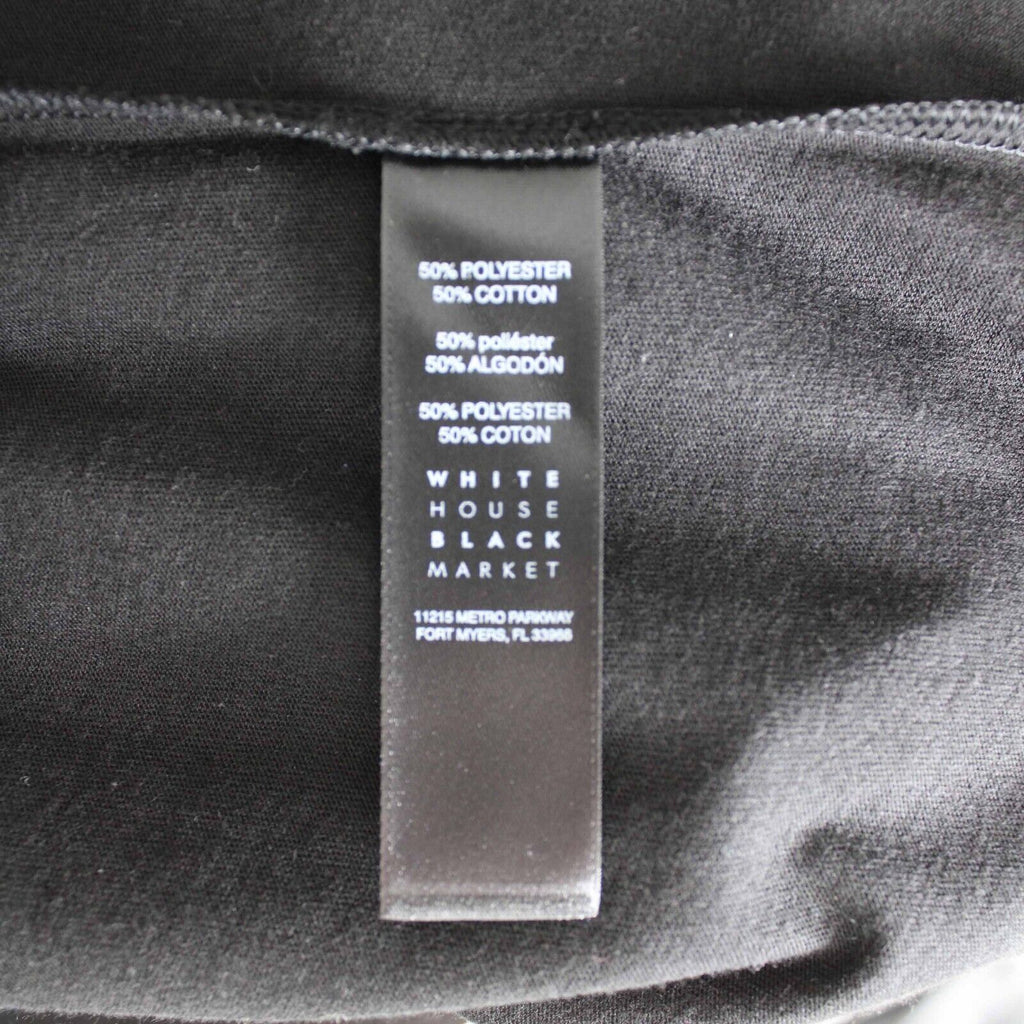 50% POLYESTER
50% COTTON
50% poliéster
50% ALGODÓN
50% POLYESTER
50% COTON
WHITE
HOUSE
BLACK
MARKET
11215 METRO PARKWAY
FORT MYERS, FL 33966